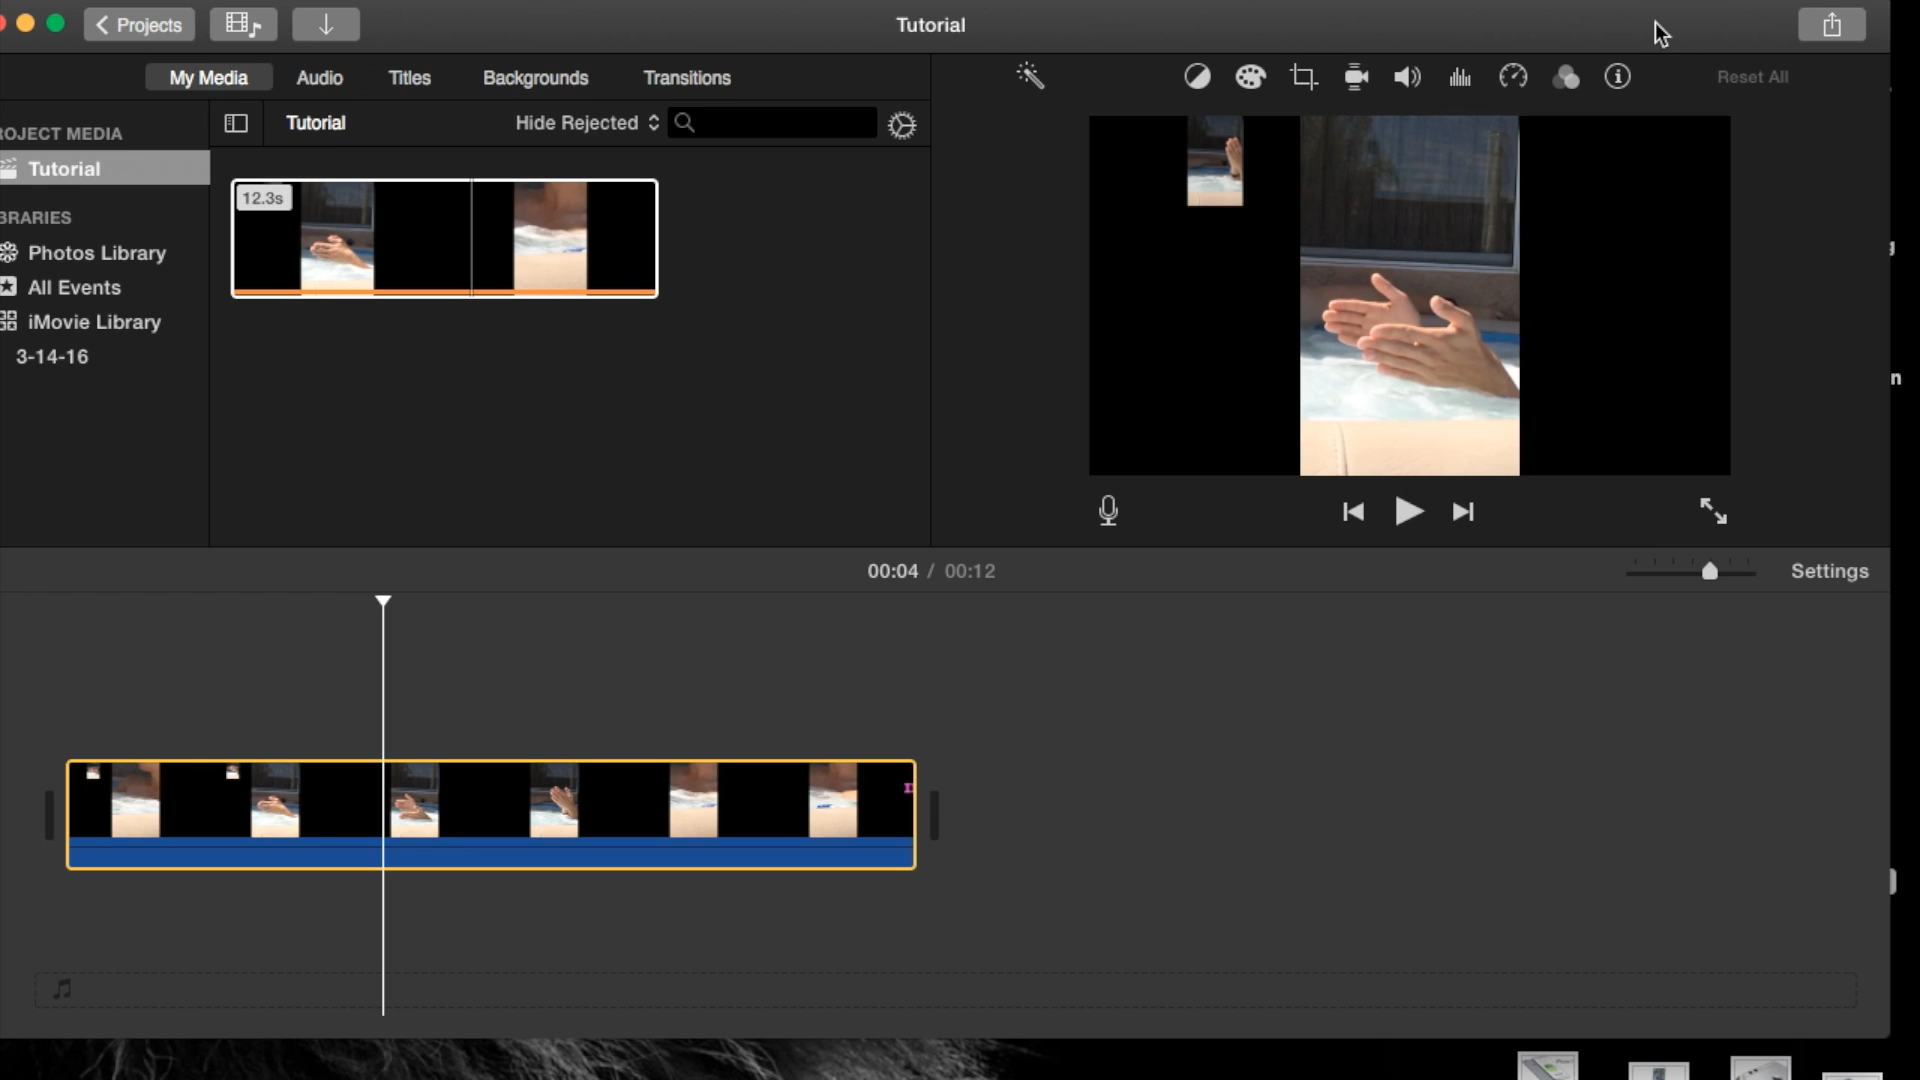 Projects
Tutorial
My Media
Audio
Titles
Backgrounds
Transitions
Reset All
ROJECT MEDIA
Tutorial
Hide Rejected
Tutorial
12.3s
BRARIES
Photos Library
All Events
iMovie Library
3-14-16
00:04 / 00:12
Settings